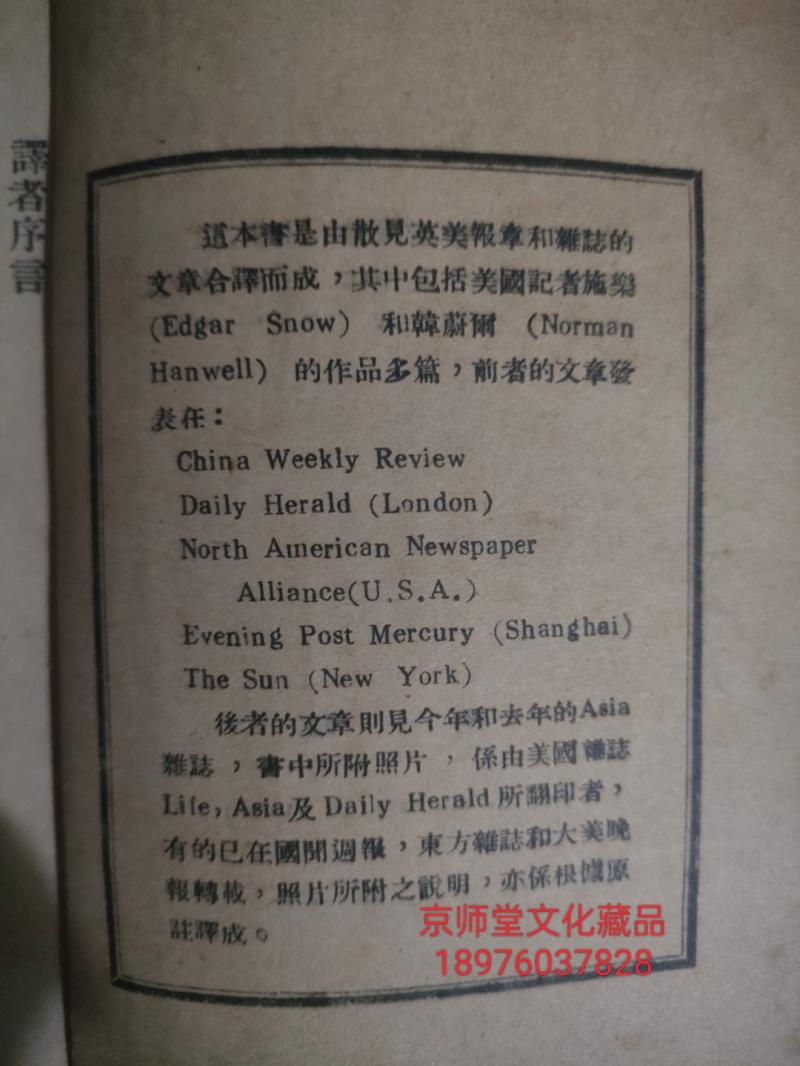 譯者序言
這本書是由散見英美報章和雜誌的
文章合譯而成，其中包括美國記者施樂
(Edgar Snow) 和韓蔚爾 (Norman
Hanwell) 的作品多篇，前者的文章發
表在：
China Weekly Review
Daily Herald (London)
North American Newspaper
Alliance(U.S.A.)
Evening Post Mercury (Shanghai)
The Sun (New York)
後者的文章則見今年和去年的Asia
雜誌，書中所附照片，係由美國雜誌
Life, Asia及Daily Herald所翻印者，
有的已在國聞週報，東方雜誌和大美晚
報轉載，照片所附之說明，亦係根據原
註譯成。
京师堂文化藏品
18976037828